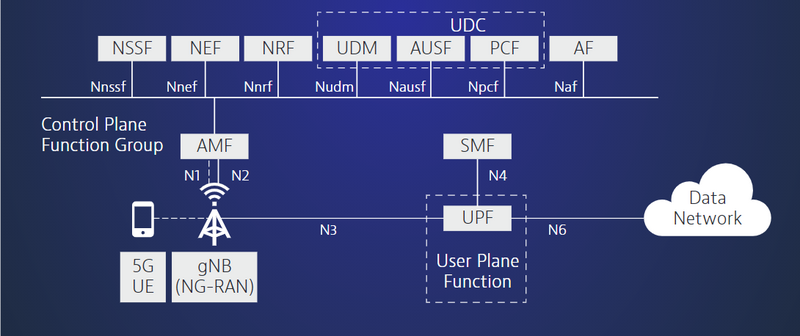 UDC
NSSF NEF NRF UDM AUSF PCF AF
Nnssf Nnef Nnrf Nudm Nausf Npcf Naf
Control Plane
Function Group
AMF SMF
N1 N2 N4
UPF
Data
Network
N3 N6
5G
UE
gNB
(NG-RAN)
User Plane
Function